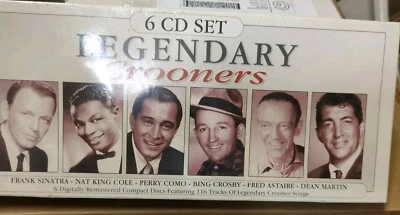 6 CD SET
LEGENDARY
Crooners
FRANK SINATRA - NAT KING COLE - PERRY COMO - BING CROSBY - FRED ASTAIRE - DEAN MARTIN
6 Digitally Remastered Compact Discs Featuring 116 Tracks Of Legendary Crooner Songs